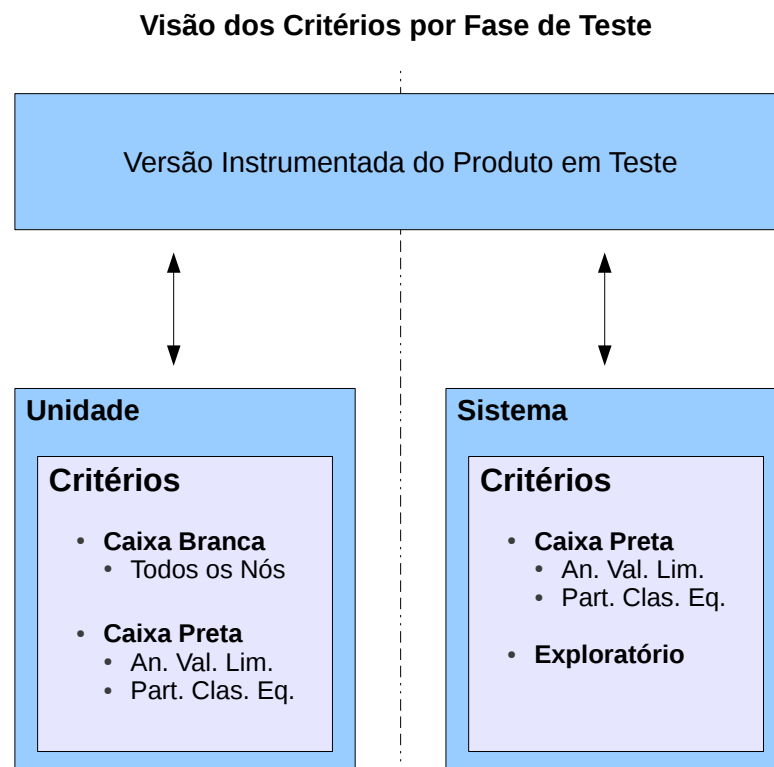 Visão dos Critérios por Fase de Teste
Versão Instrumentada do Produto em Teste
Unidade
Critérios
• Caixa Branca
• Todos os Nós
• Caixa Preta
• An. Val. Lim.
• Part. Clas. Eq.
Sistema
Critérios
• Caixa Preta
• An. Val. Lim.
• Part. Clas. Eq.
• Exploratório